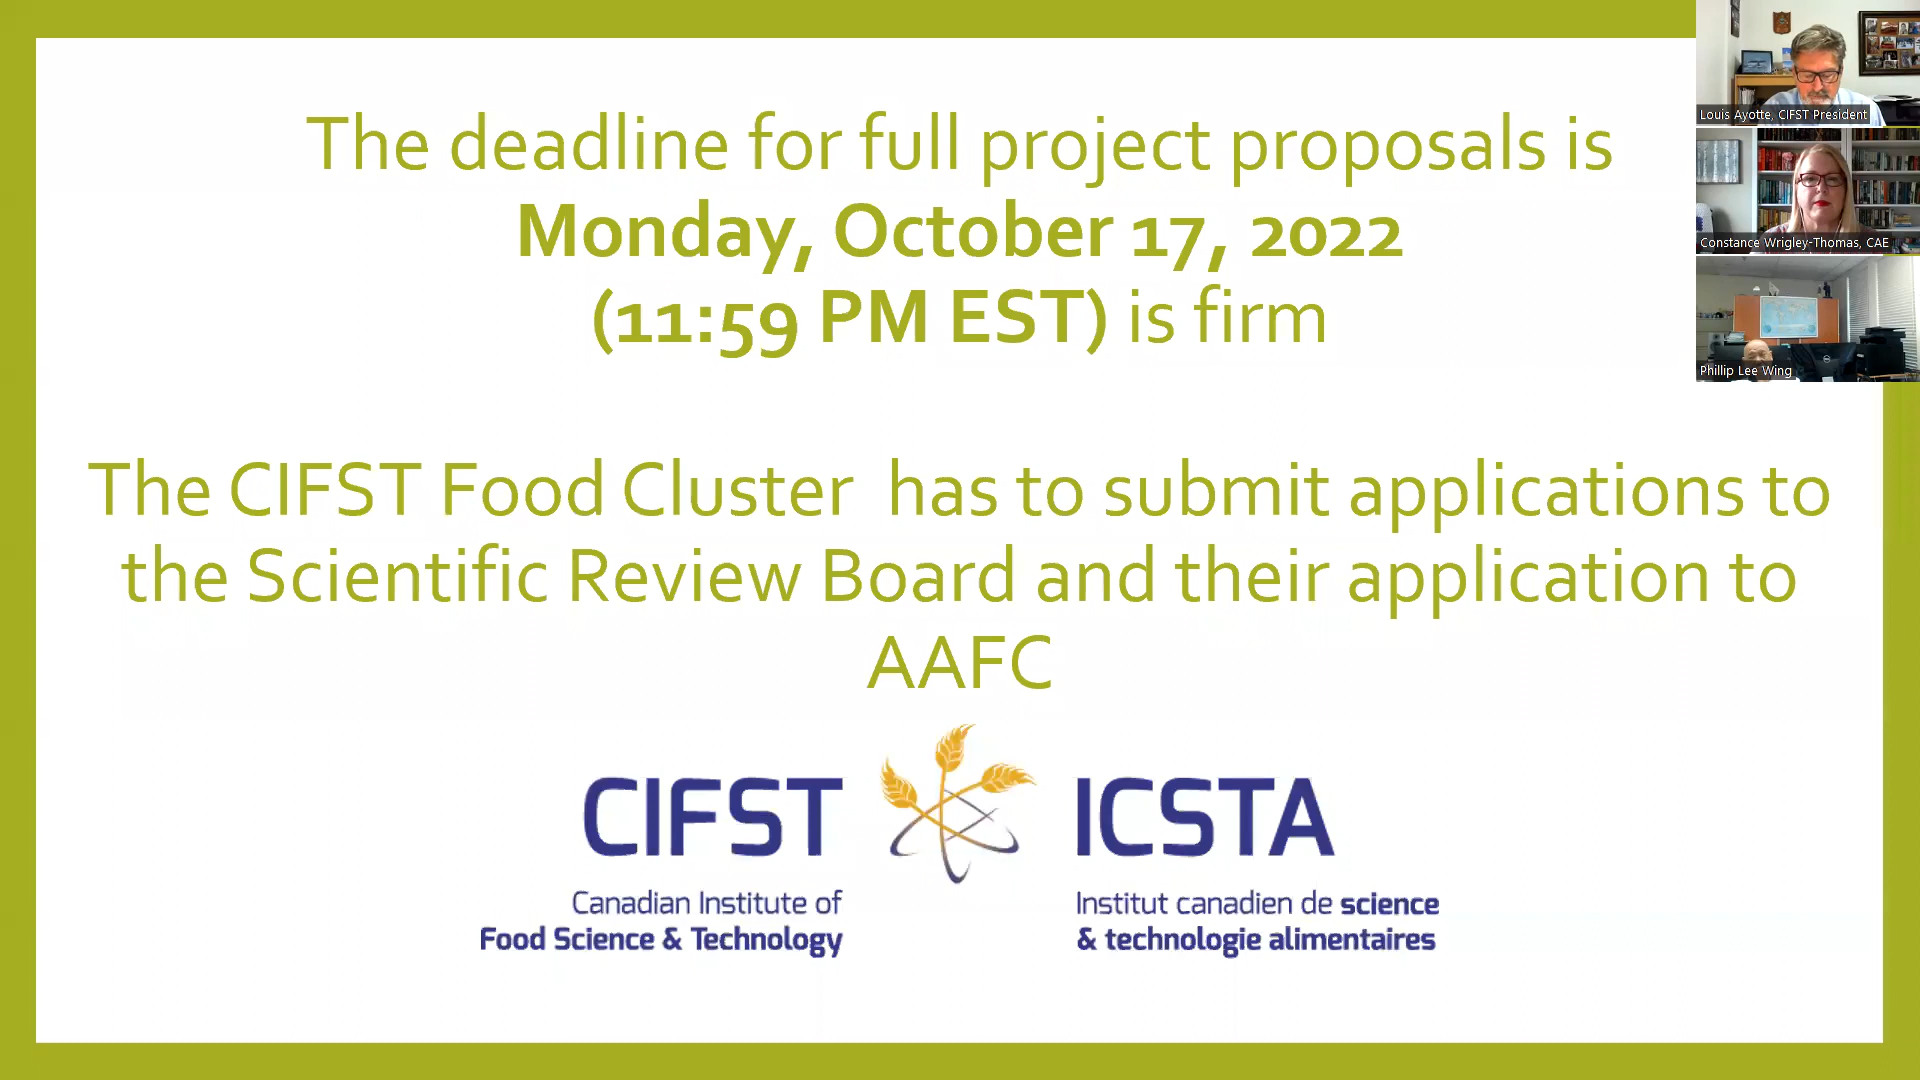 The deadline for full project proposals is
Monday, October 17, 2022
(11:59 PM EST) is firm
The CIFST Food Cluster  has to submit applications to
the Scientific Review Board and their application to
AAFC
CIFST
Canadian Institute of
Food Science & Technology
ICSTA
Institut canadien de science
& technologie alimentaires
Louis Ayotte, CIFST President
Constance Wrigley-Thomas, CAE
Phillip Lee Wing